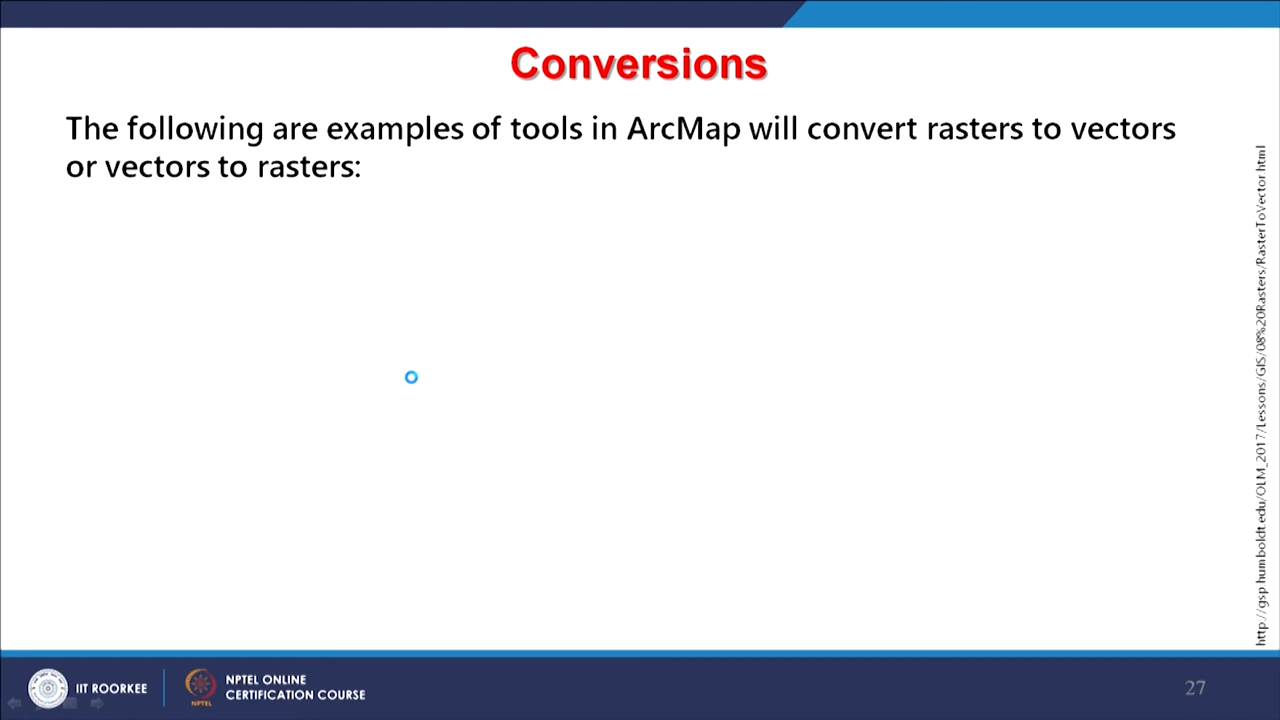 Conversions
The following are examples of tools in ArcMap will convert rasters to vectors
or vectors to rasters:
http://gsp.humboldt.edu/OLM_2017/Lessons/GIS/08%20Rasters/RasterToVector.html
IIT ROORKEE
NPTEL
NPTEL ONLINE
CERTIFICATION COURSE
27